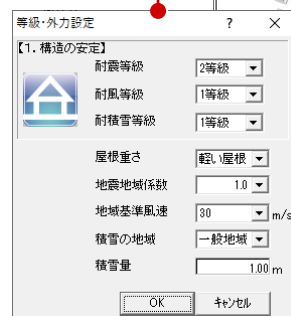 等級・外力設定 ? ×
【1. 構造の安定】
耐震等級 2等級
耐風等級 1等級
耐積雪等級 1等級
屋根重さ 軽い屋根
地震地域係数 1.0
地域基準風速 30 m/s
積雪の地域 一般地域
積雪量 1.00 m
OK キャンセル